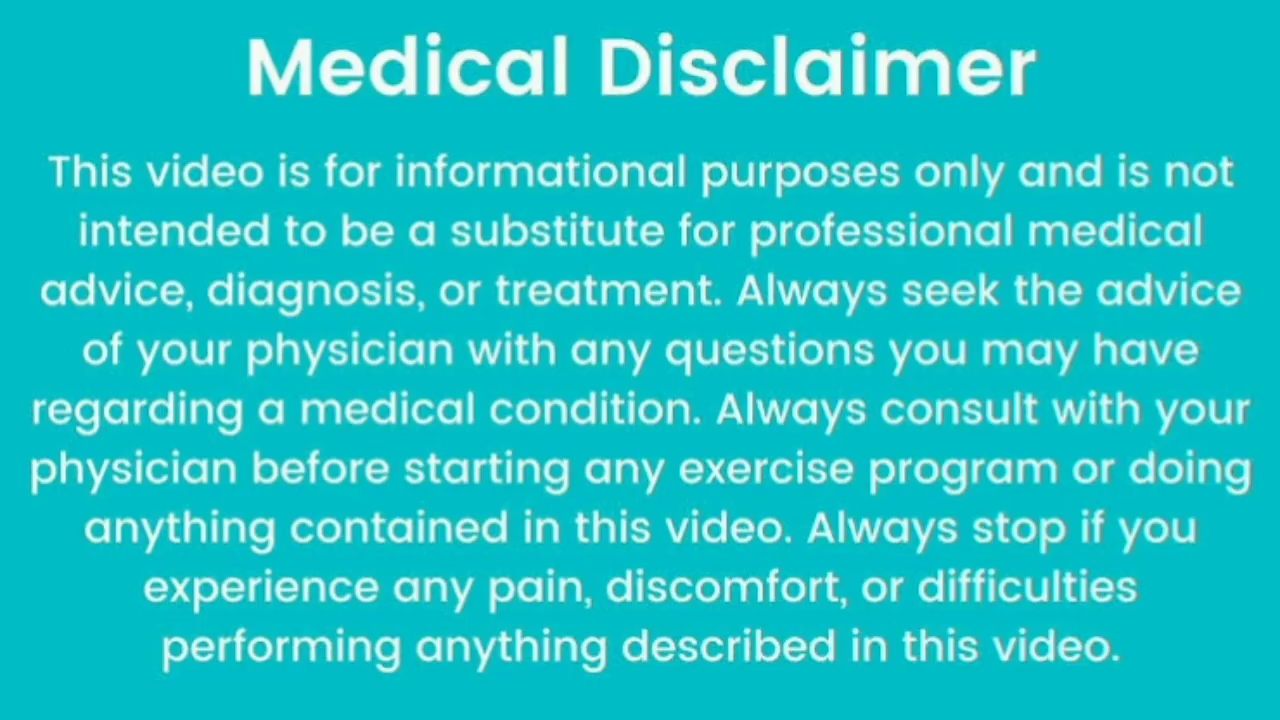 Medical Disclaimer
This video is for informational purposes only and is not
intended to be a substitute for professional medical
advice, diagnosis, or treatment. Always seek the advice
of your physician with any questions you may have
regarding a medical condition. Always consult with your
physician before starting any exercise program or doing
anything contained in this video. Always stop if you
experience any pain, discomfort, or difficulties
performing anything described in this video.